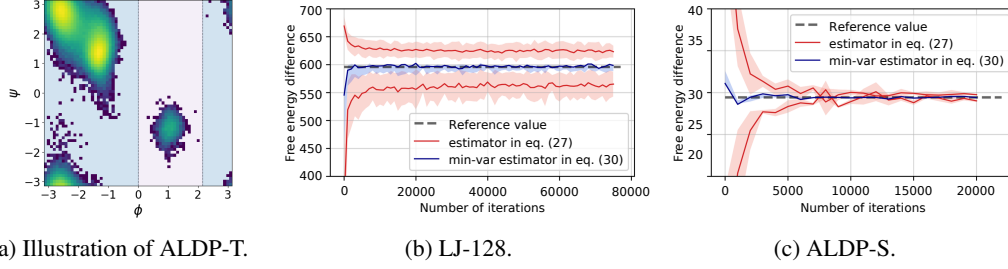 3
2
1
0
−1
−2
−3
ψ
−3 −2 −1 0 1 2 3
ϕ
a) Illustration of ALDP-T.
700
650
600
550
500
450
400
Free energy difference
Reference value
estimator in eq. (27)
min-var estimator in eq. (30)
0 20000 40000 60000 80000
Number of iterations
(b) LJ-128.
40
35
30
25
20
Free energy difference
Reference value
estimator in eq. (27)
min-var estimator in eq. (30)
0 5000 10000 15000 20000
Number of iterations
(c) ALDP-S.